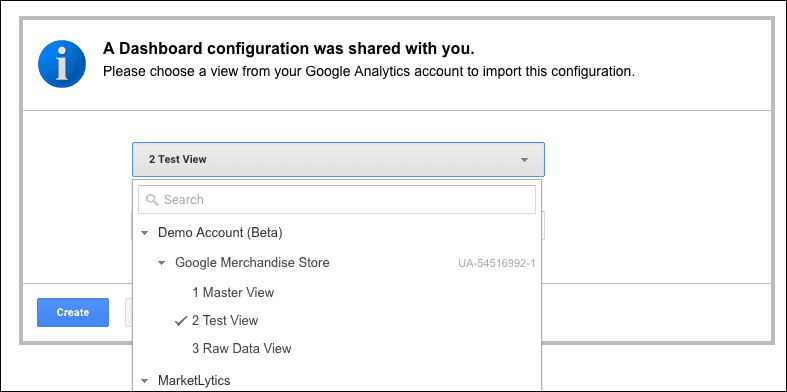 A Dashboard configuration was shared with you.
Please choose a view from your Google Analytics account to import this configuration.
2 Test View
Search
Demo Account (Beta)
Google Merchandise Store UA-54516992-1
1 Master View
2 Test View
3 Raw Data View
Create
MarketLytics